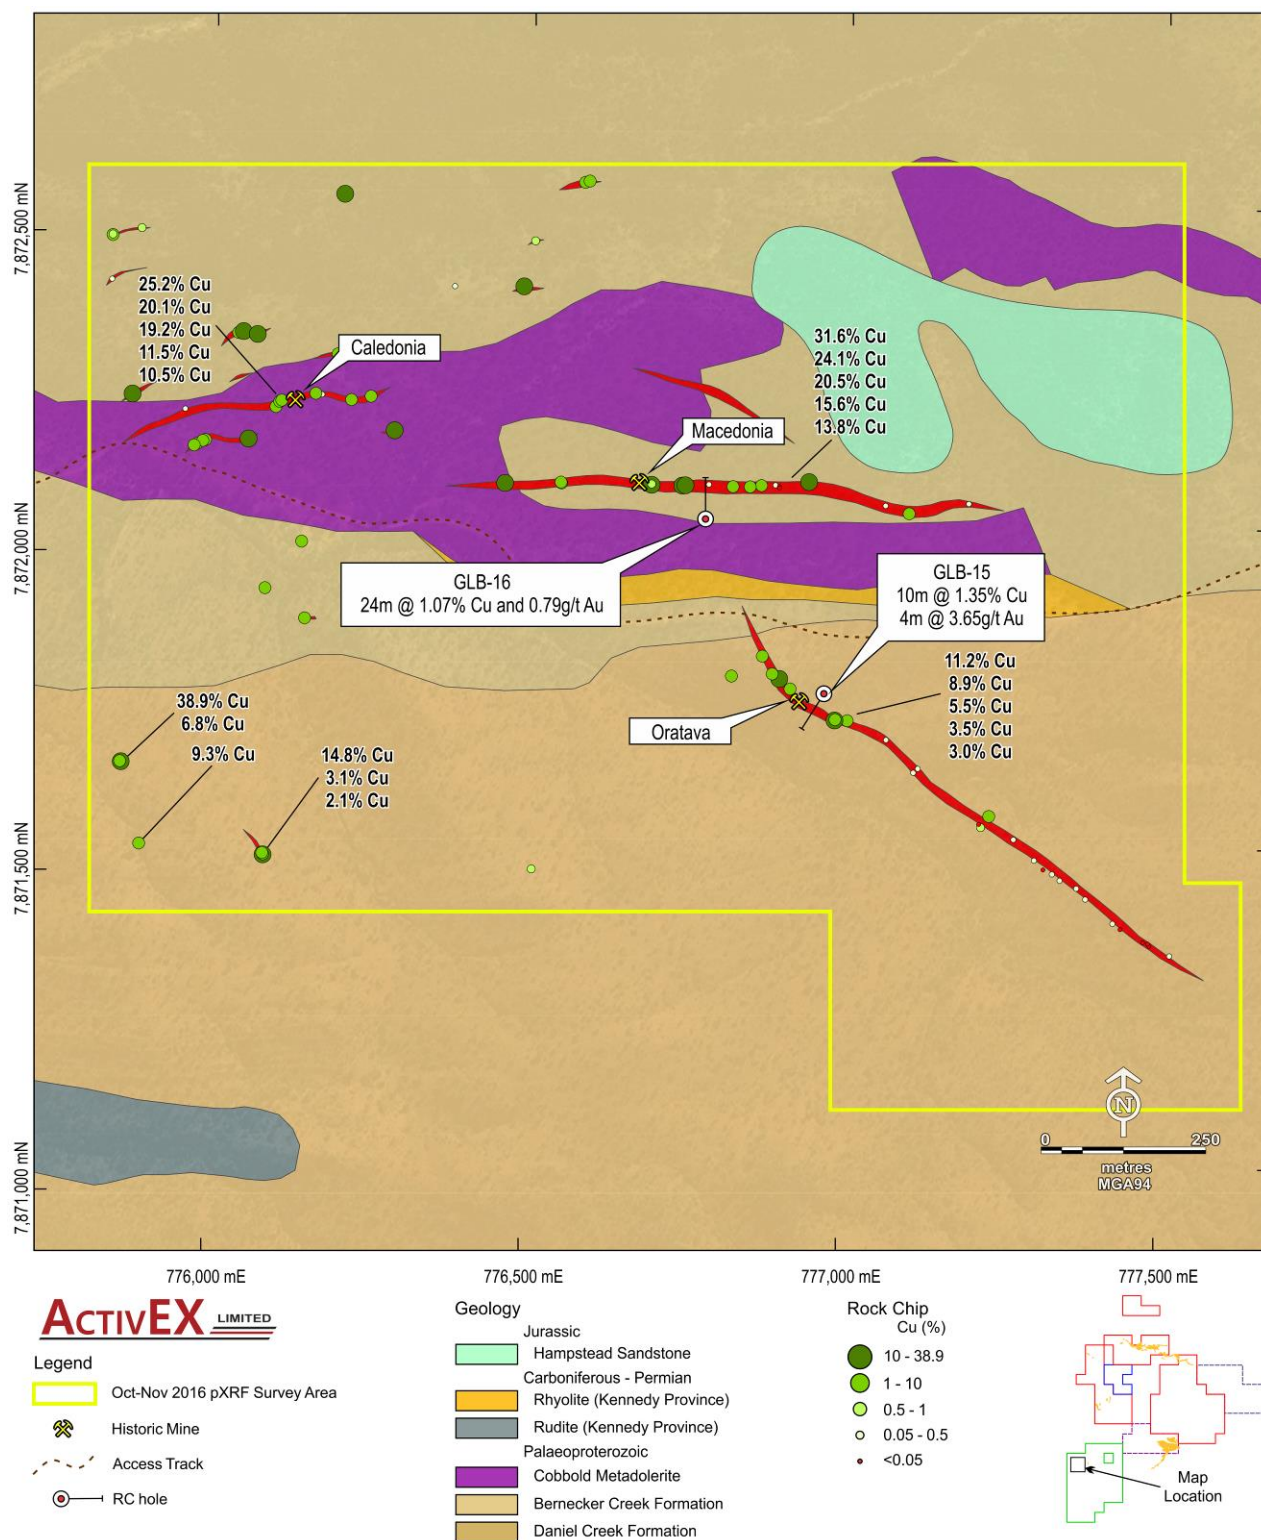 7,872,500 mN
7,872,000 mN
7,871,500 mN
7,871,000 mN
25.2% Cu
20.1% Cu
19.2% Cu
11.5% Cu
10.5% Cu
Caledonia
31.6% Cu
24.1% Cu
20.5% Cu
15.6% Cu
13.8% Cu
Macedonia
GLB-16
24m @ 1.07% Cu and 0.79g/t Au
GLB-15
10m @ 1.35% Cu
4m @ 3.65g/t Au
11.2% Cu
8.9% Cu
5.5% Cu
3.5% Cu
3.0% Cu
Oratava
38.9% Cu
6.8% Cu
9.3% Cu
14.8% Cu
3.1% Cu
2.1% Cu
N
0 250
metres
MGA94
776,000 mE 776,500 mE 777,000 mE 777,500 mE
ACTIVEX LIMITED
Legend
Oct-Nov 2016 pXRF Survey Area
Historic Mine
Access Track
RC hole
Geology
Jurassic
Hampstead Sandstone
Carboniferous - Permian
Rhyolite (Kennedy Province)
Rudite (Kennedy Province)
Palaeoproterozoic
Cobbold Metadolerite
Bernecker Creek Formation
Daniel Creek Formation
Rock Chip
Cu (%)
10 - 38.9
1 - 10
0.5 - 1
0.05 - 0.5
<0.05
Map
Location